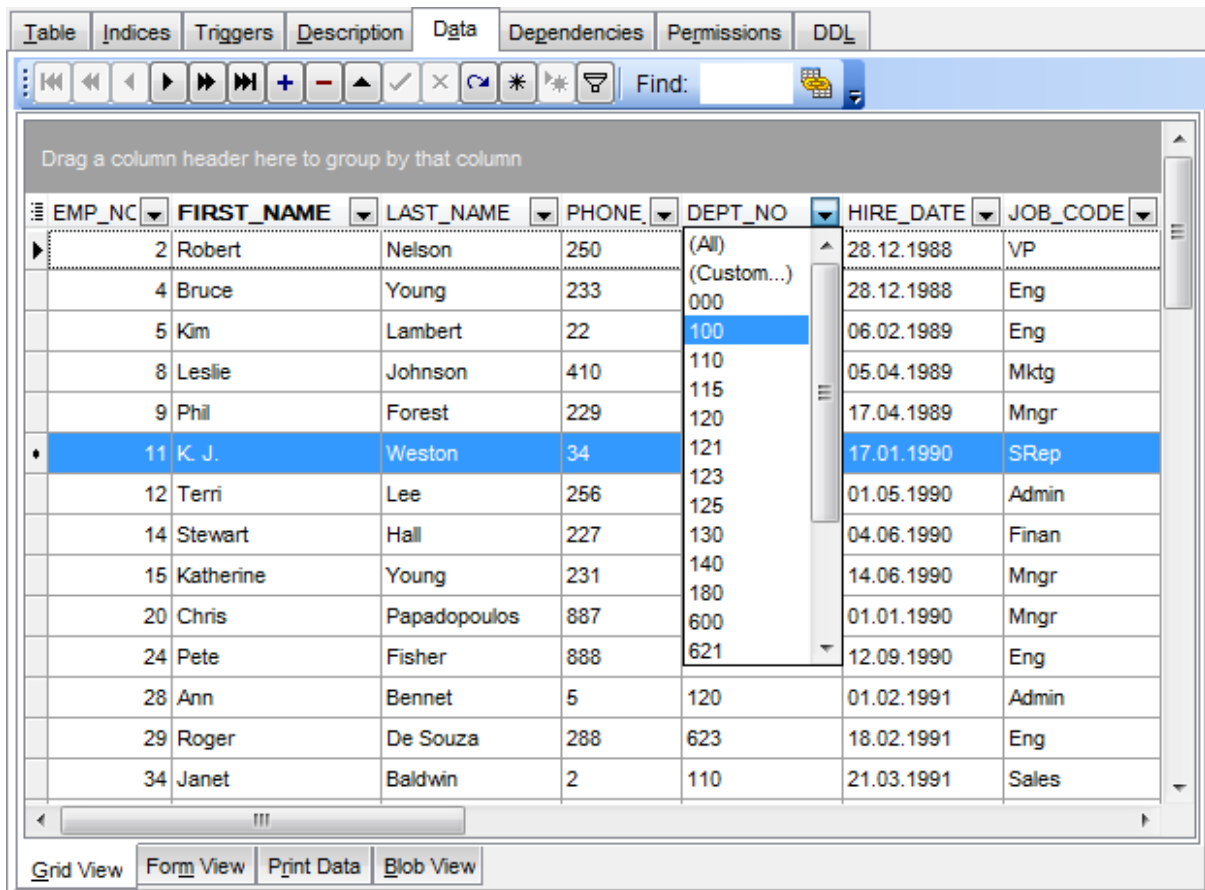 Table Indices Triggers Description Data Dependencies Permissions DDL
Find:
Drag a column header here to group by that column
EMP_NC FIRST_NAME LAST_NAME PHONE_ DEPT_NO HIRE_DATE JOB_CODE
2 Robert Nelson 250 (All) 28.12.1988 VP
(Custom...)
4 Bruce Young 233 000 28.12.1988 Eng
5 Kim Lambert 22 100 06.02.1989 Eng
8 Leslie Johnson 410 110 05.04.1989 Mktg
115
9 Phil Forest 229 120 17.04.1989 Mngr
11 K. J. Weston 34 121 17.01.1990 SRep
123
12 Terri Lee 256 125 01.05.1990 Admin
14 Stewart Hall 227 130 04.06.1990 Finan
140
15 Katherine Young 231 180 14.06.1990 Mngr
20 Chris Papadopoulos 887 600 01.01.1990 Mngr
24 Pete Fisher 888 621 12.09.1990 Eng
28 Ann Bennet 5 120 01.02.1991 Admin
29 Roger De Souza 288 623 18.02.1991 Eng
34 Janet Baldwin 2 110 21.03.1991 Sales
Grid View Form View Print Data Blob View